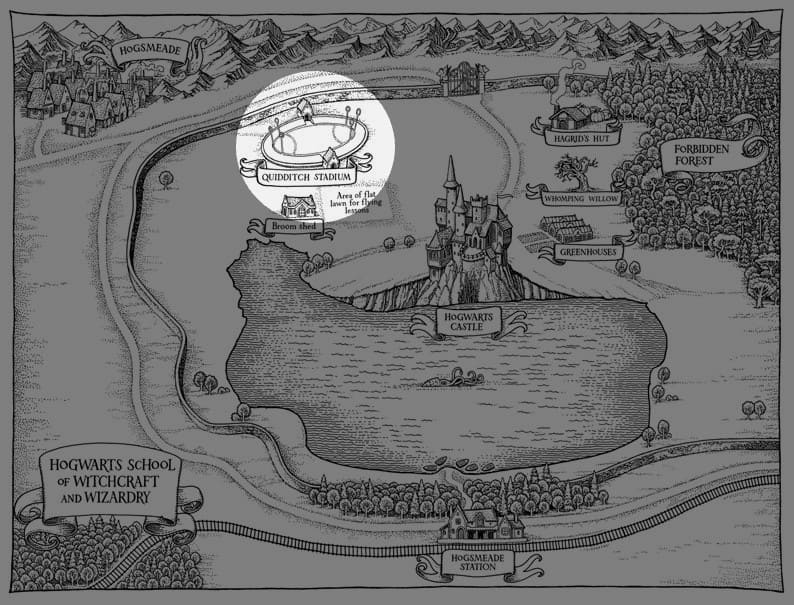 HOGSMEADE
HAGRID'S HUT
FORBIDDEN
FOREST
QUIDDITCH STADIUM
WHOMPING WILLOW
Area of flat
lawn for flying
lessons
Broom shed
GREENHOUSES
HOGWARTS
CASTLE
HOGWARTS SCHOOL
OF WITCHCRAFT
AND WIZARDRY
HOGSMEADE
STATION